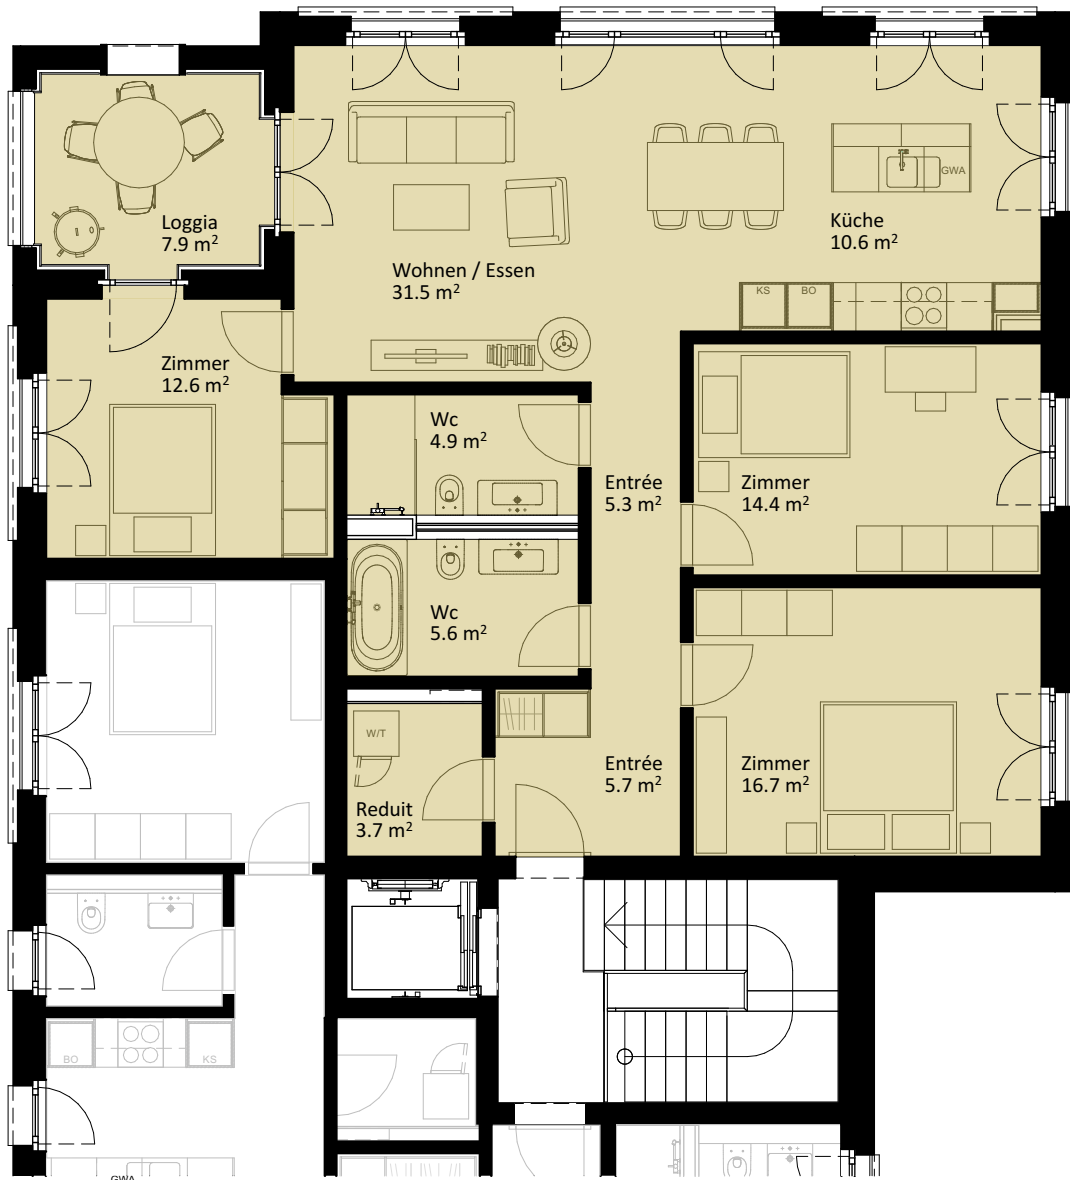 GWA
Loggia
7.9 m²
Küche
10.6 m²
Wohnen / Essen
31.5 m²
KS
BO
Zimmer
12.6 m²
Wc
4.9 m²
Entrée
5.3 m²
Zimmer
14.4 m²
Wc
5.6 m²
W/T
Entrée
5.7 m²
Zimmer
16.7 m²
Reduit
3.7 m²
BO
KS
GWA